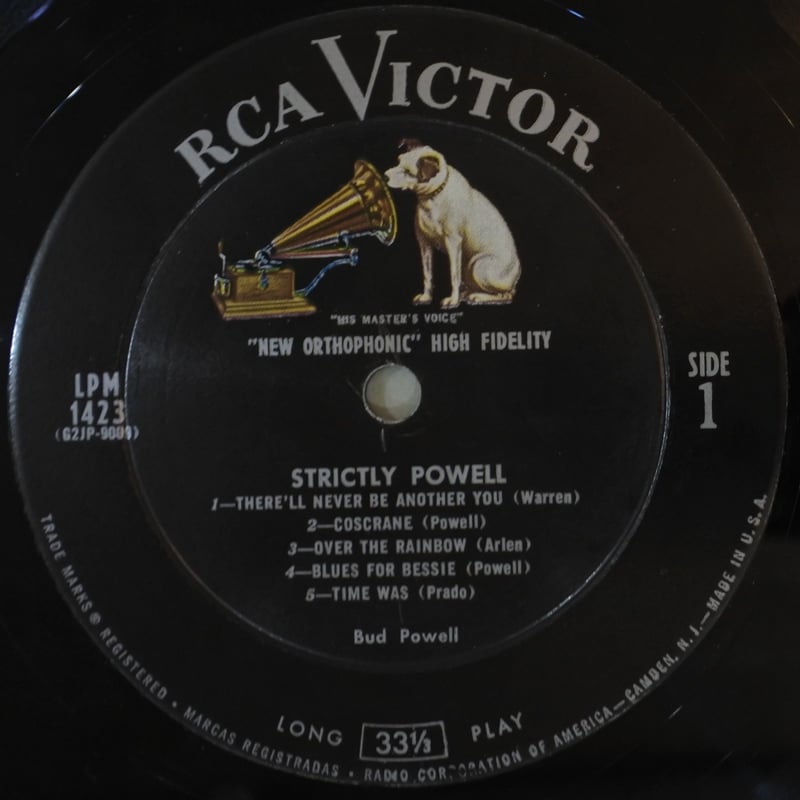 RCA VICTOR
"HIS MASTER'S VOICE"
"NEW ORTHOPHONIC" HIGH FIDELITY
LPM
1423
SIDE
1
STRICTLY POWELL
1—THERE'LL NEVER BE ANOTHER YOU (Warren)
2—COSCRANE (Powell)
3—OVER THE RAINBOW (Arlen)
4—BLUES FOR BESSIE (Powell)
5—TIME WAS (Prado)
Bud Powell
LONG 33⅓ PLAY
TRADE MARKS ® REGISTERED • MARCAS REGISTRADAS • RADIO CORPORATION OF AMERICA—CAMDEN, N. J.—MADE IN U. S. A.